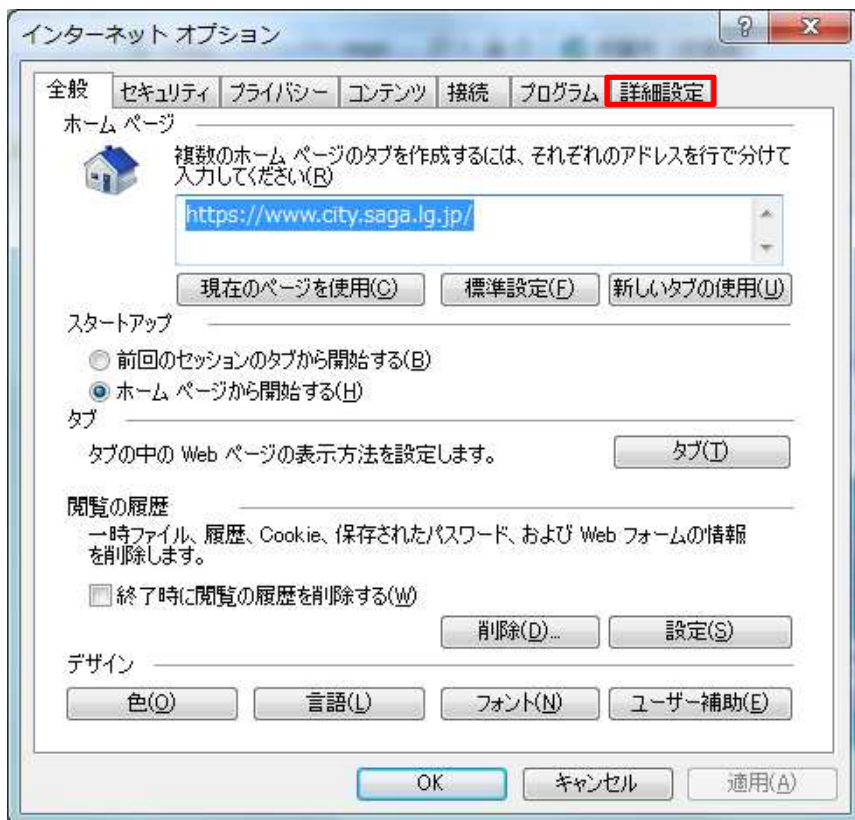 インターネット オプション
?
全般 セキュリティ プライバシー コンテンツ 接続 プログラム 詳細設定
ホーム ページ
複数のホーム ページのタブを作成するには、それぞれのアドレスを行で分けて
入力してください(R)
https://www.city.saga.lg.jp/
現在のページを使用(C) 標準設定(F) 新しいタブの使用(U)
スタートアップ
前回のセッションのタブから開始する(B)
ホーム ページから開始する(H)
タブ
タブの中の Web ページの表示方法を設定します。 タブ(T)
閲覧の履歴
一時ファイル、履歴、Cookie、保存されたパスワード、および Web フォームの情報
を削除します。
終了時に閲覧の履歴を削除する(W)
削除(D)... 設定(S)
デザイン
色(O) 言語(L) フォント(N) ユーザー補助(E)
OK キャンセル 適用(A)